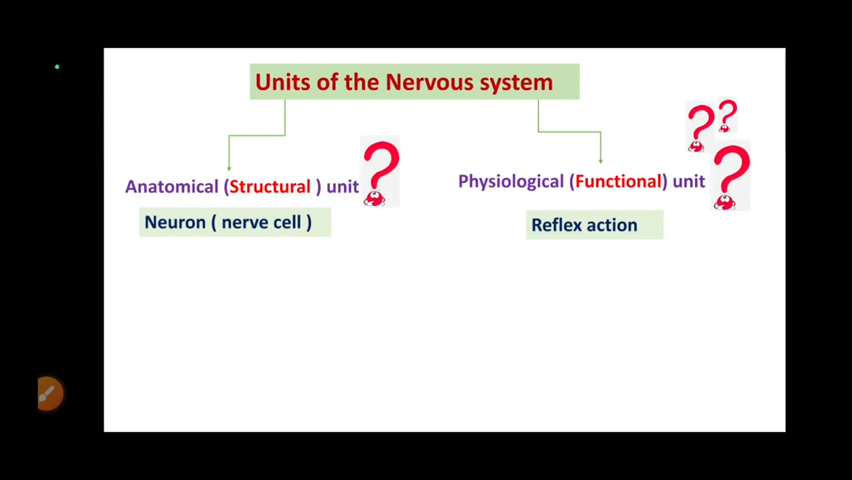 Units of the Nervous system
Anatomical (Structural ) unit
Neuron ( nerve cell )
Physiological (Functional) unit
Reflex action